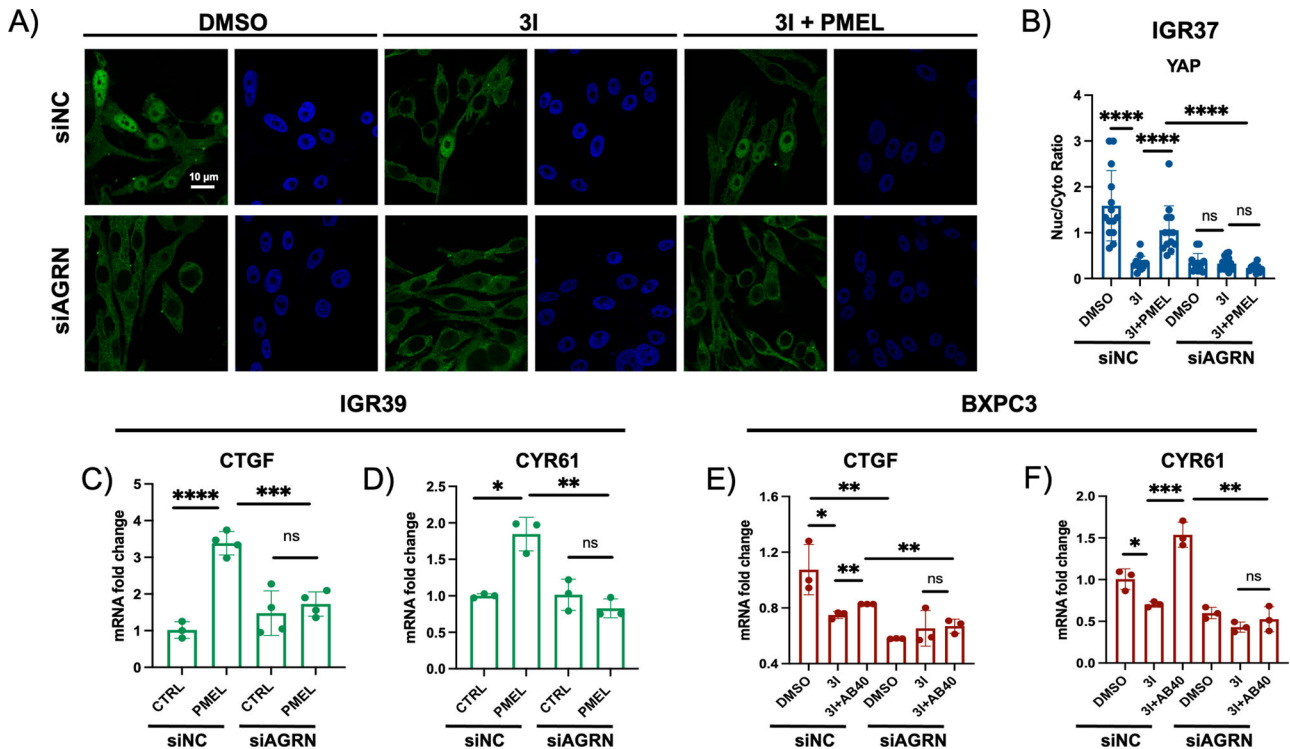 A)
DMSO
3I
3I + PMEL
siNC
siAGRN
10 µm
B)
IGR37
YAP
Nuc/Cyto Ratio
4
3
2
1
0
****
****
****
ns
ns
DMSO
3I
3I+PMEL
DMSO
3I
3I+PMEL
siNC
siAGRN
IGR39
BXPC3
C)
CTGF
mRNA fold change
5
4
3
2
1
0
****
***
ns
CTRL
PMEL
CTRL
PMEL
siNC
siAGRN
D)
CYR61
mRNA fold change
2.5
2.0
1.5
1.0
0.5
0.0
*
**
ns
CTRL
PMEL
CTRL
PMEL
siNC
siAGRN
E)
CTGF
mRNA fold change
1.6
1.2
0.8
0.4
**
*
**
**
ns
DMSO
3I
3I+AB40
DMSO
3I
3I+AB40
siNC
siAGRN
F)
CYR61
mRNA fold change
2.0
1.5
1.0
0.5
0.0
***
**
*
ns
DMSO
3I
3I+AB40
DMSO
3I
3I+AB40
siNC
siAGRN